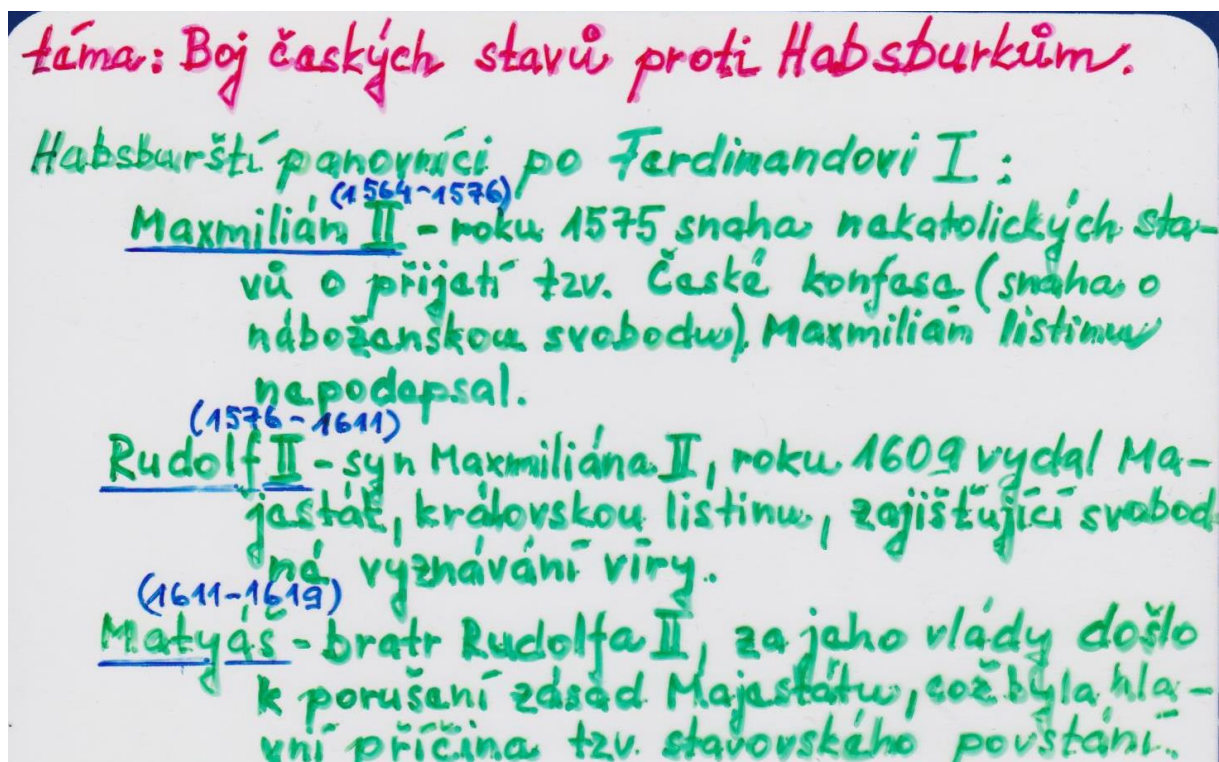 téma: Boj českých stavů proti Habsburkům.
Habsburští panovníci po Ferdinandovi I:
(1564-1576)
Maxmilián II - roku 1575 snaha nekatolických sta-
vů o přijetí tzv. České konfese (snaha o
náboženskou svobodu). Maxmilián listinu
nepodepsal.
(1576-1611)
Rudolf II - syn Maxmiliána II, roku 1609 vydal Ma-
jestát, královskou listinu, zajišťující svobod
né vyznávání víry.
(1611-1619)
Matyáš - bratr Rudolfa II, za jeho vlády došlo
k porušení zásad Majestátu, což byla hla-
vní příčina tzv. stavovského povstání.